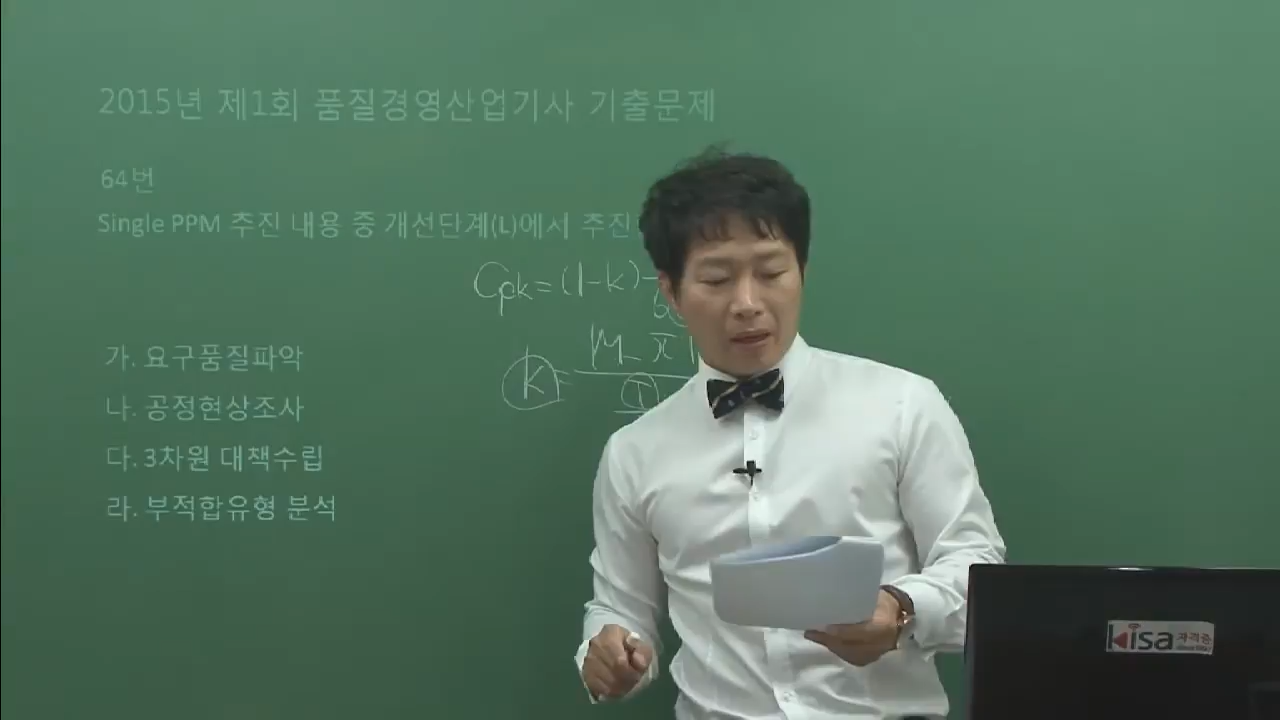 2015년 제1회 품질경영산업기사 기출문제
64번
Single PPM 추진 내용 중 개선단계(L)에서 추진
Cpk=(1-k)
K=
가. 요구품질파악
나. 공정현상조사
다. 3차원 대책수립
라. 부적합유형 분석
kisa 자격증